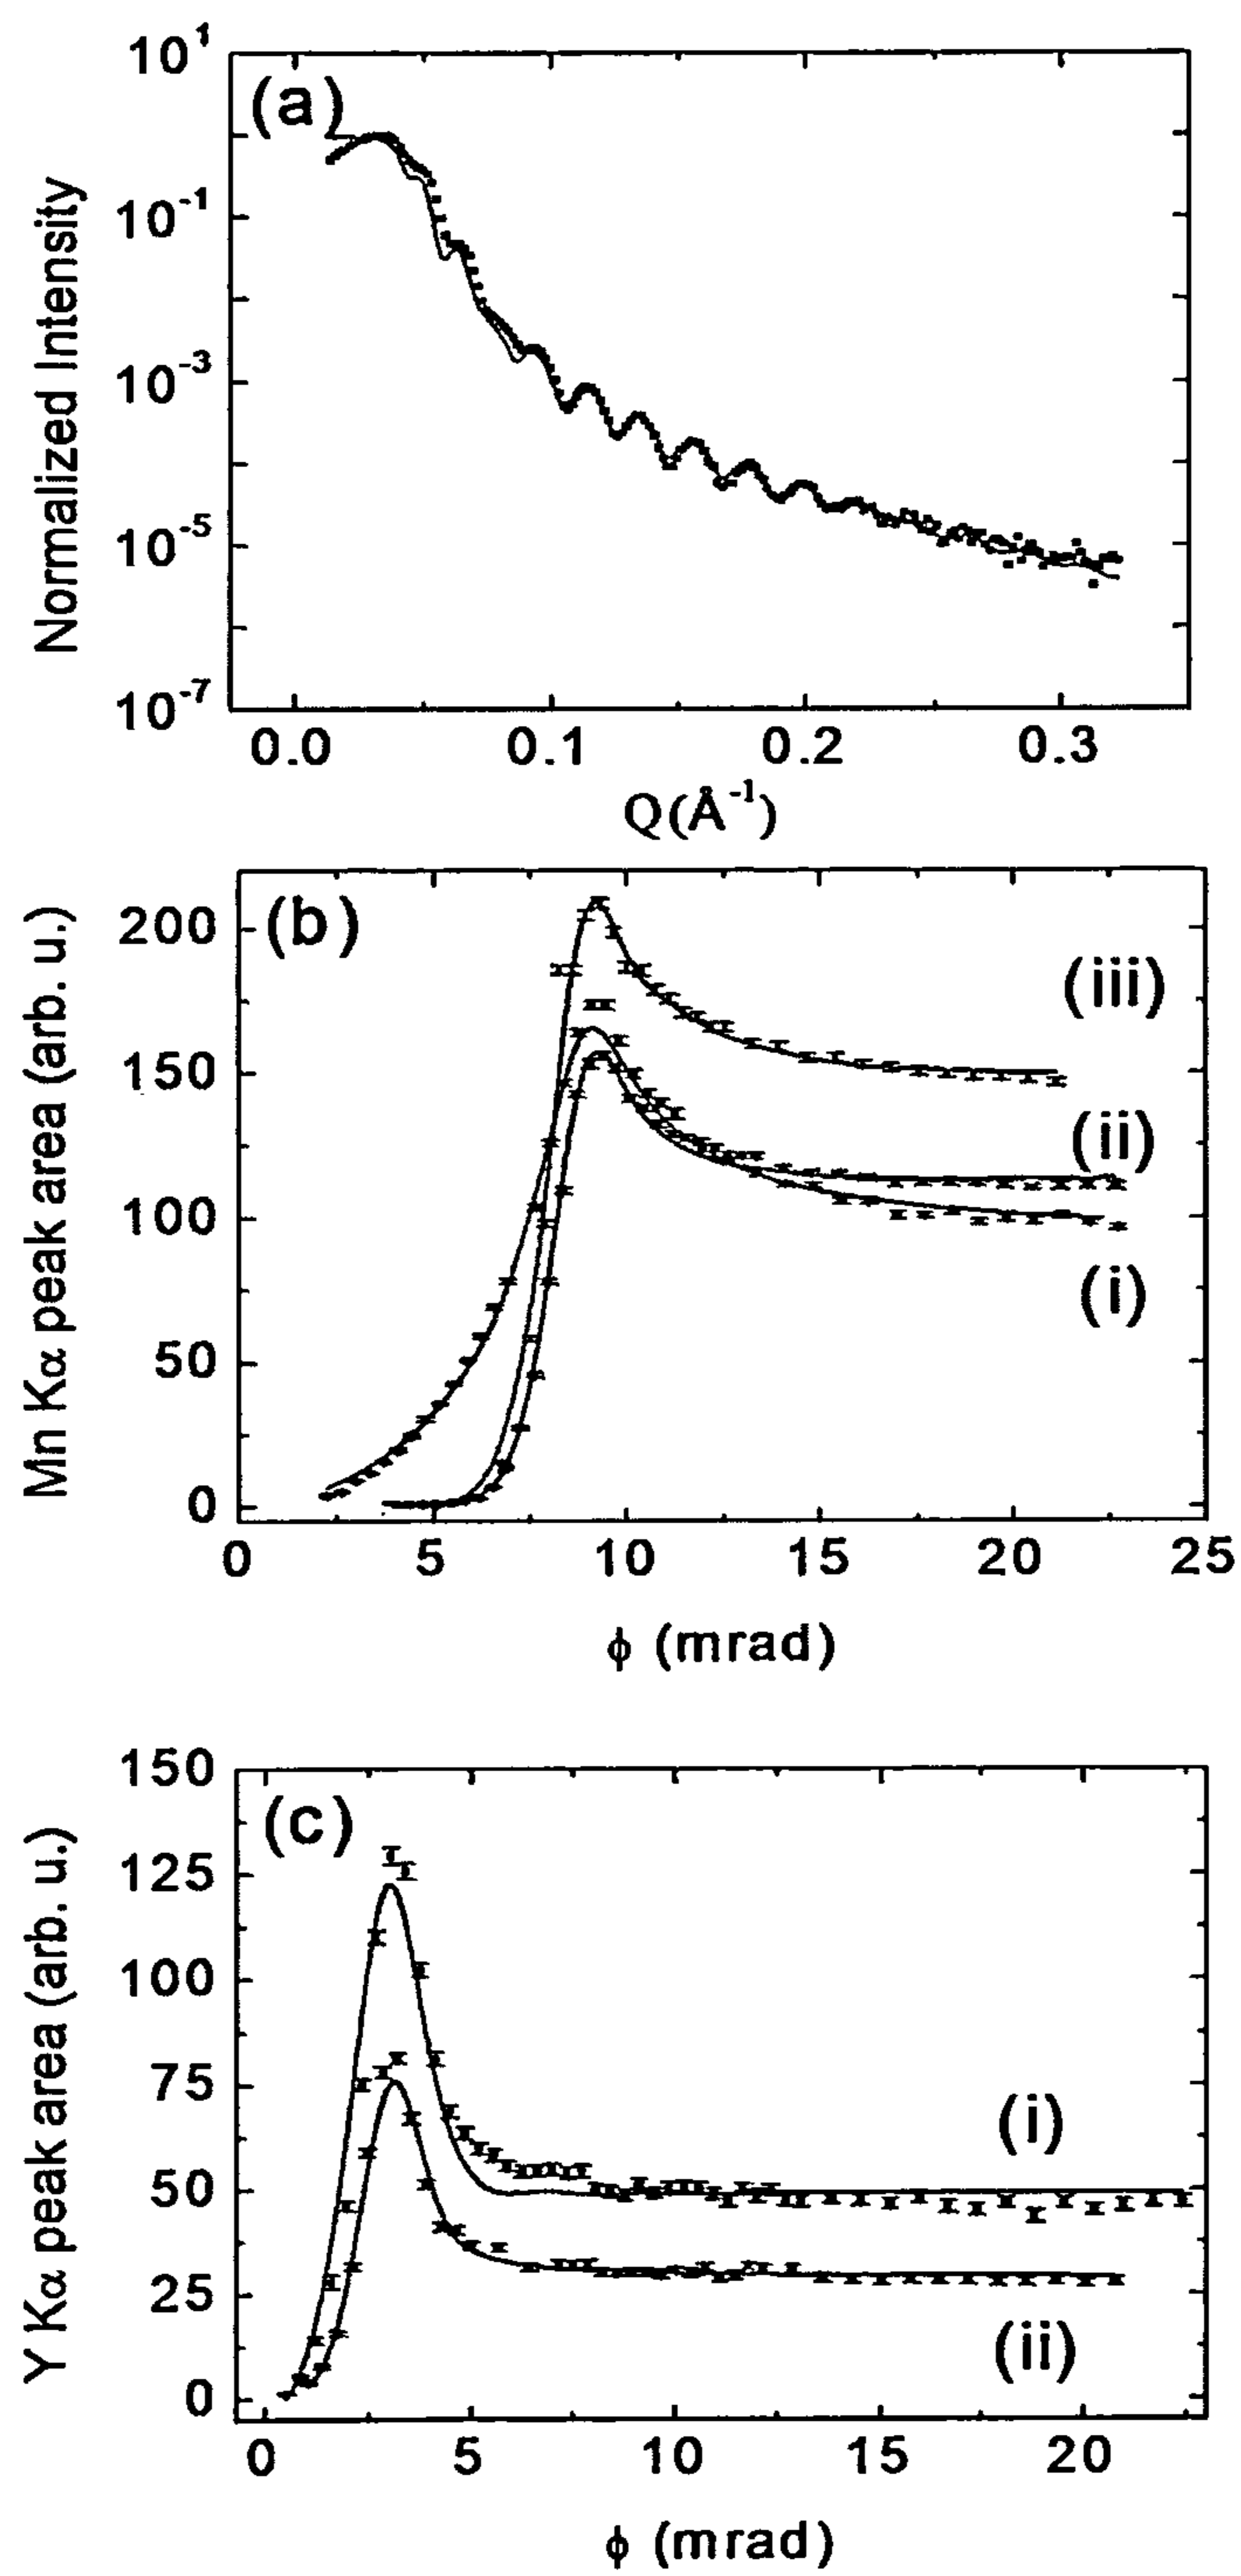 (a)
10¹
10⁻¹
10⁻³
10⁻⁵
10⁻⁷
Normalized Intensity
0.0 0.1 0.2 0.3
Q(Å⁻¹)
(b)
200
150
100
50
0
Mn Kα peak area (arb. u.)
(iii)
(ii)
(i)
0 5 10 15 20 25
ϕ (mrad)
(c)
150
125
100
75
50
25
0
Y Kα peak area (arb. u.)
(i)
(ii)
0 5 10 15 20
ϕ (mrad)